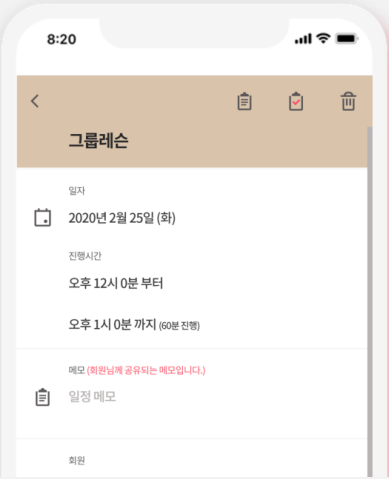 8:20
그룹레슨
일자
2020년 2월 25일 (화)
진행시간
오후 12시 0분 부터
오후 1시 0분 까지 (60분 진행)
메모 (회원님께 공유되는 메모입니다.)
일정 메모
회원